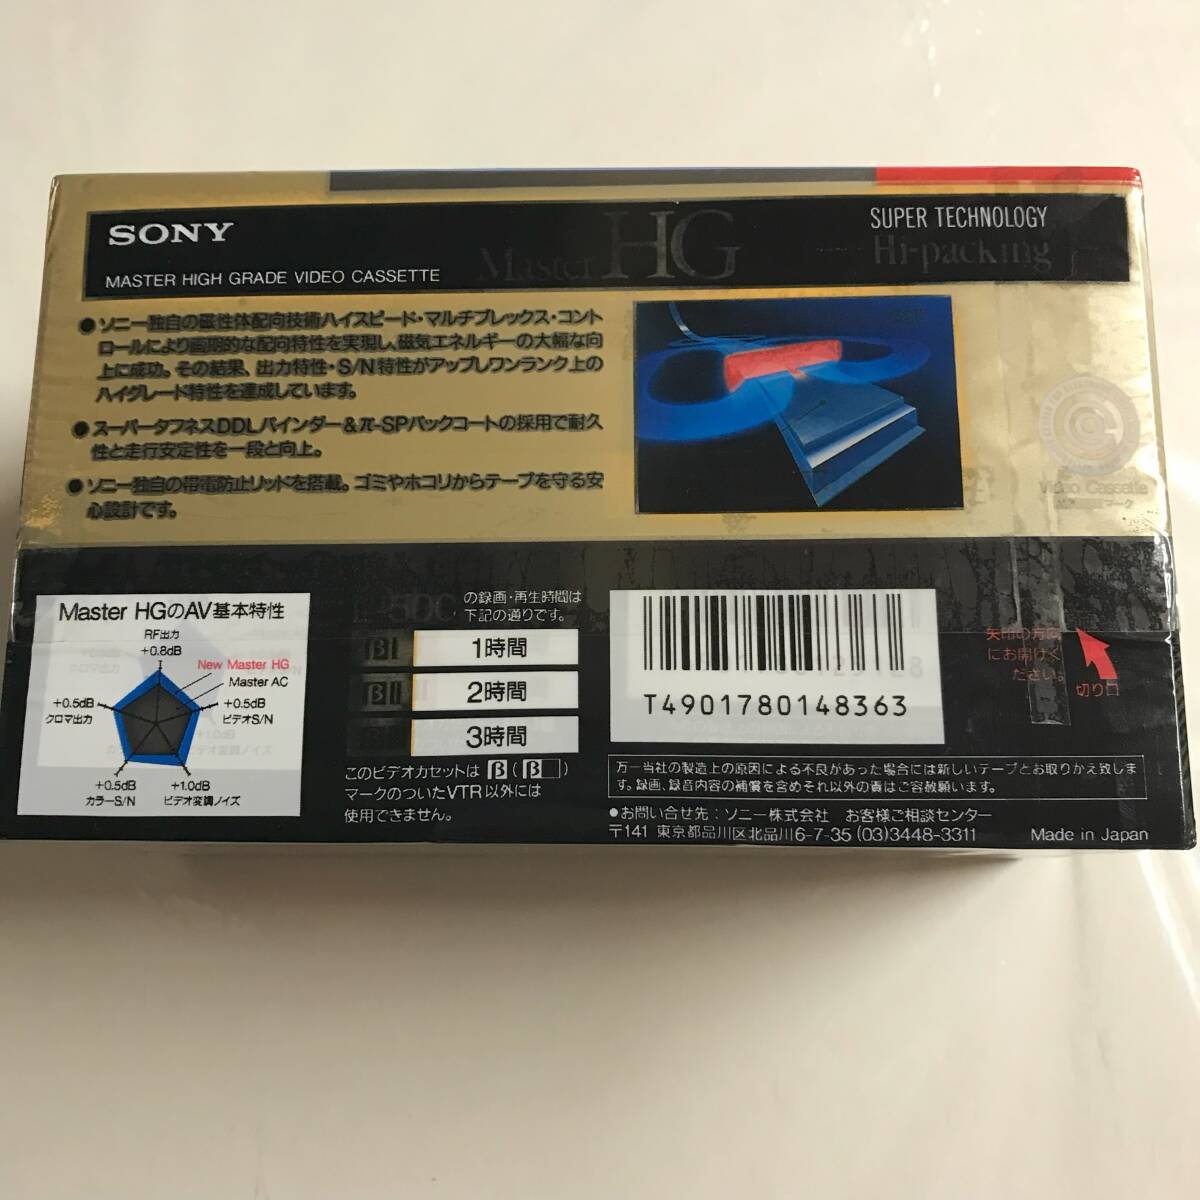 SONY
MASTER HIGH GRADE VIDEO CASSETTE
Master HG
SUPER TECHNOLOGY
Hi-packing
●ソニー独自の磁性体配向技術ハイスピード・マルチプレックス・コント
ロールにより画期的な配向特性を実現し、磁気エネルギーの大幅な向
上に成功。その結果、出力特性・S/N特性がアップしワンランク上の
ハイグレード特性を達成しています。
●スーパータフネスDDLバインダー&π-SPバックコートの採用で耐久
性と走行安定性を一段と向上。
●ソニー独自の帯電防止リッドを搭載。ゴミやホコリからテープを守る安
心設計です。
Video Cassette
Master HGのAV基本特性
RF出力
+0.8dB
New Master HG
Master AC
+0.5dB
クロマ出力
+0.5dB
ビデオS/N
+0.5dB
カラーS/N
+1.0dB
ビデオ変調ノイズ
L-500の録画・再生時間は
下記の通りです。
βI 1時間
βII 2時間
3時間
このビデオカセットは β(β )
マークのついたVTR以外には
使用できません。
T4901780148363
矢印の方向
にお開けく
ださい。
切り口
万一当社の製造上の原因による不良があった場合には新しいテープとお取りかえ致しま
す。録画、録音内容の補償を含めそれ以外の責はご容赦願います。
●お問い合せ先:ソニー株式会社 お客様ご相談センター
〒141 東京都品川区北品川6-7-35 (03)3448-3311
Made in Japan